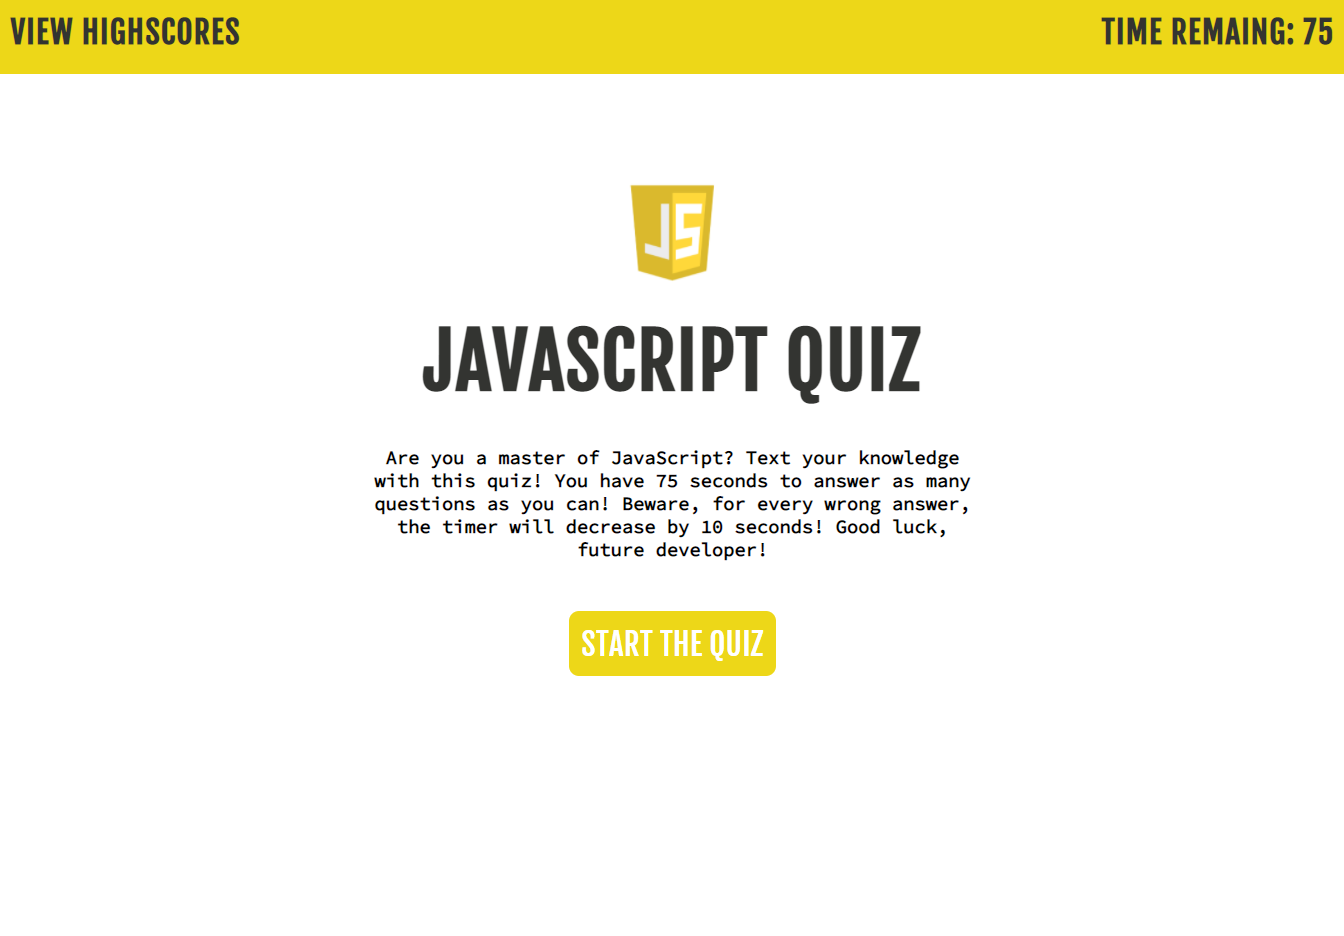 VIEW HIGHSCORES
TIME REMAING: 75
JS
JAVASCRIPT QUIZ
Are you a master of JavaScript? Text your knowledge
with this quiz! You have 75 seconds to answer as many
questions as you can! Beware, for every wrong answer,
the timer will decrease by 10 seconds! Good luck,
future developer!
START THE QUIZ